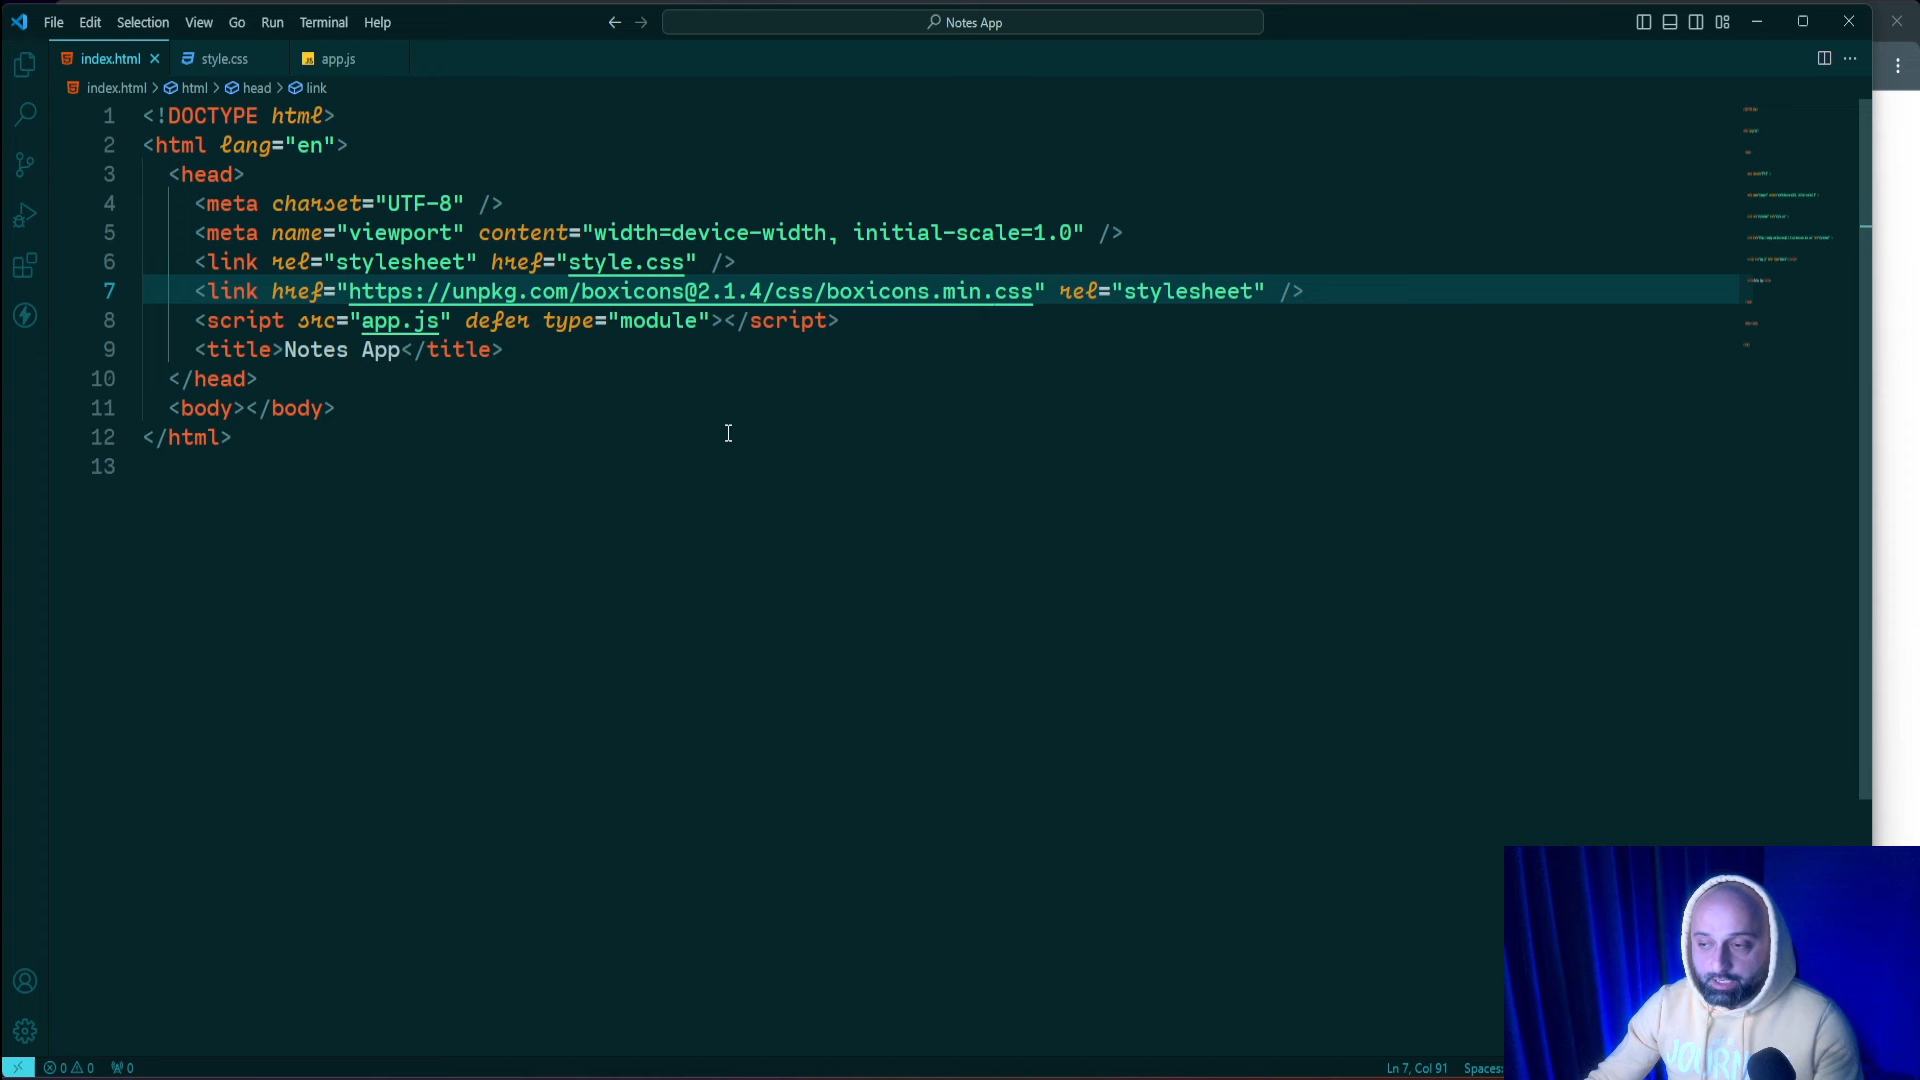 File Edit Selection View Go Run Terminal Help
Notes App
index.html
style.css
JS app.js
index.html > html > head > link
1 <!DOCTYPE html>
2 <html lang="en">
3 <head>
4 <meta charset="UTF-8" />
5 <meta name="viewport" content="width=device-width, initial-scale=1.0" />
6 <link rel="stylesheet" href="style.css" />
7 <link href="https://unpkg.com/boxicons@2.1.4/css/boxicons.min.css" rel="stylesheet" />
8 <script src="app.js" defer type="module"></script>
9 <title>Notes App</title>
10 </head>
11 <body></body>
12 </html>
13
0 0 0
Ln 7, Col 91 Spaces: